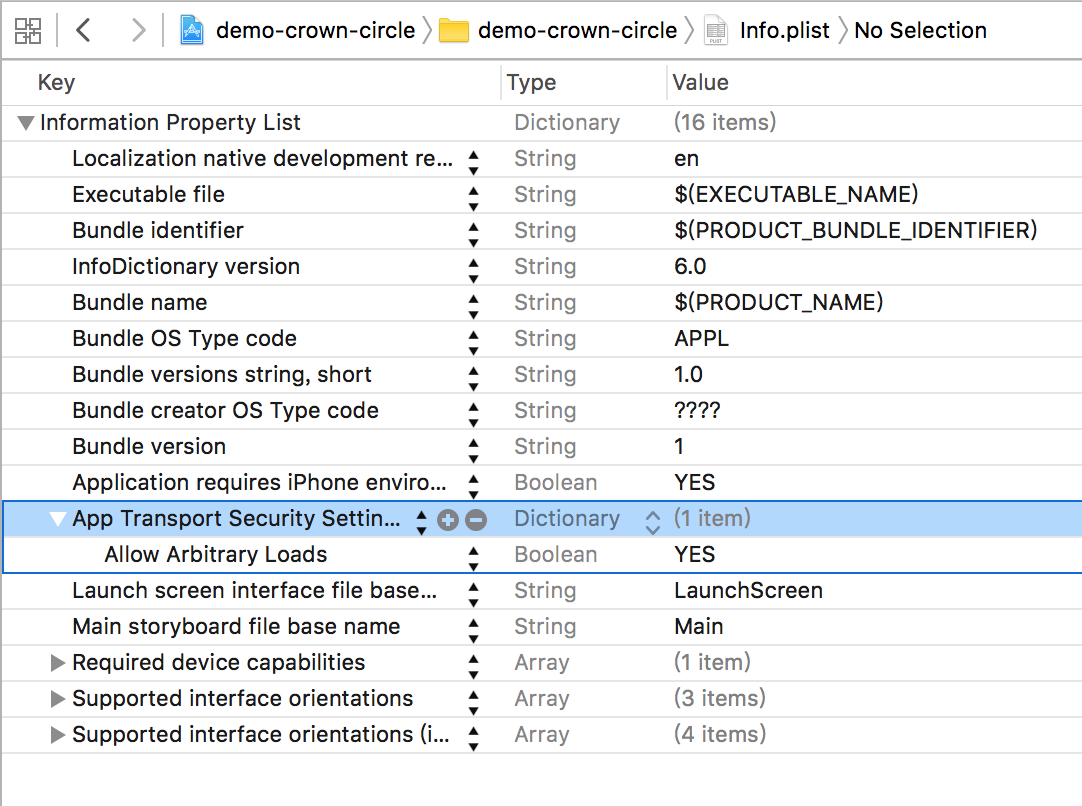 demo-crown-circle demo-crown-circle Info.plist No Selection
Key Type Value
Information Property List Dictionary (16 items)
Localization native development re... String en
Executable file String $(EXECUTABLE_NAME)
Bundle identifier String $(PRODUCT_BUNDLE_IDENTIFIER)
InfoDictionary version String 6.0
Bundle name String $(PRODUCT_NAME)
Bundle OS Type code String APPL
Bundle versions string, short String 1.0
Bundle creator OS Type code String ????
Bundle version String 1
Application requires iPhone enviro... Boolean YES
App Transport Security Settin... Dictionary (1 item)
Allow Arbitrary Loads Boolean YES
Launch screen interface file base... String LaunchScreen
Main storyboard file base name String Main
Required device capabilities Array (1 item)
Supported interface orientations Array (3 items)
Supported interface orientations (i... Array (4 items)